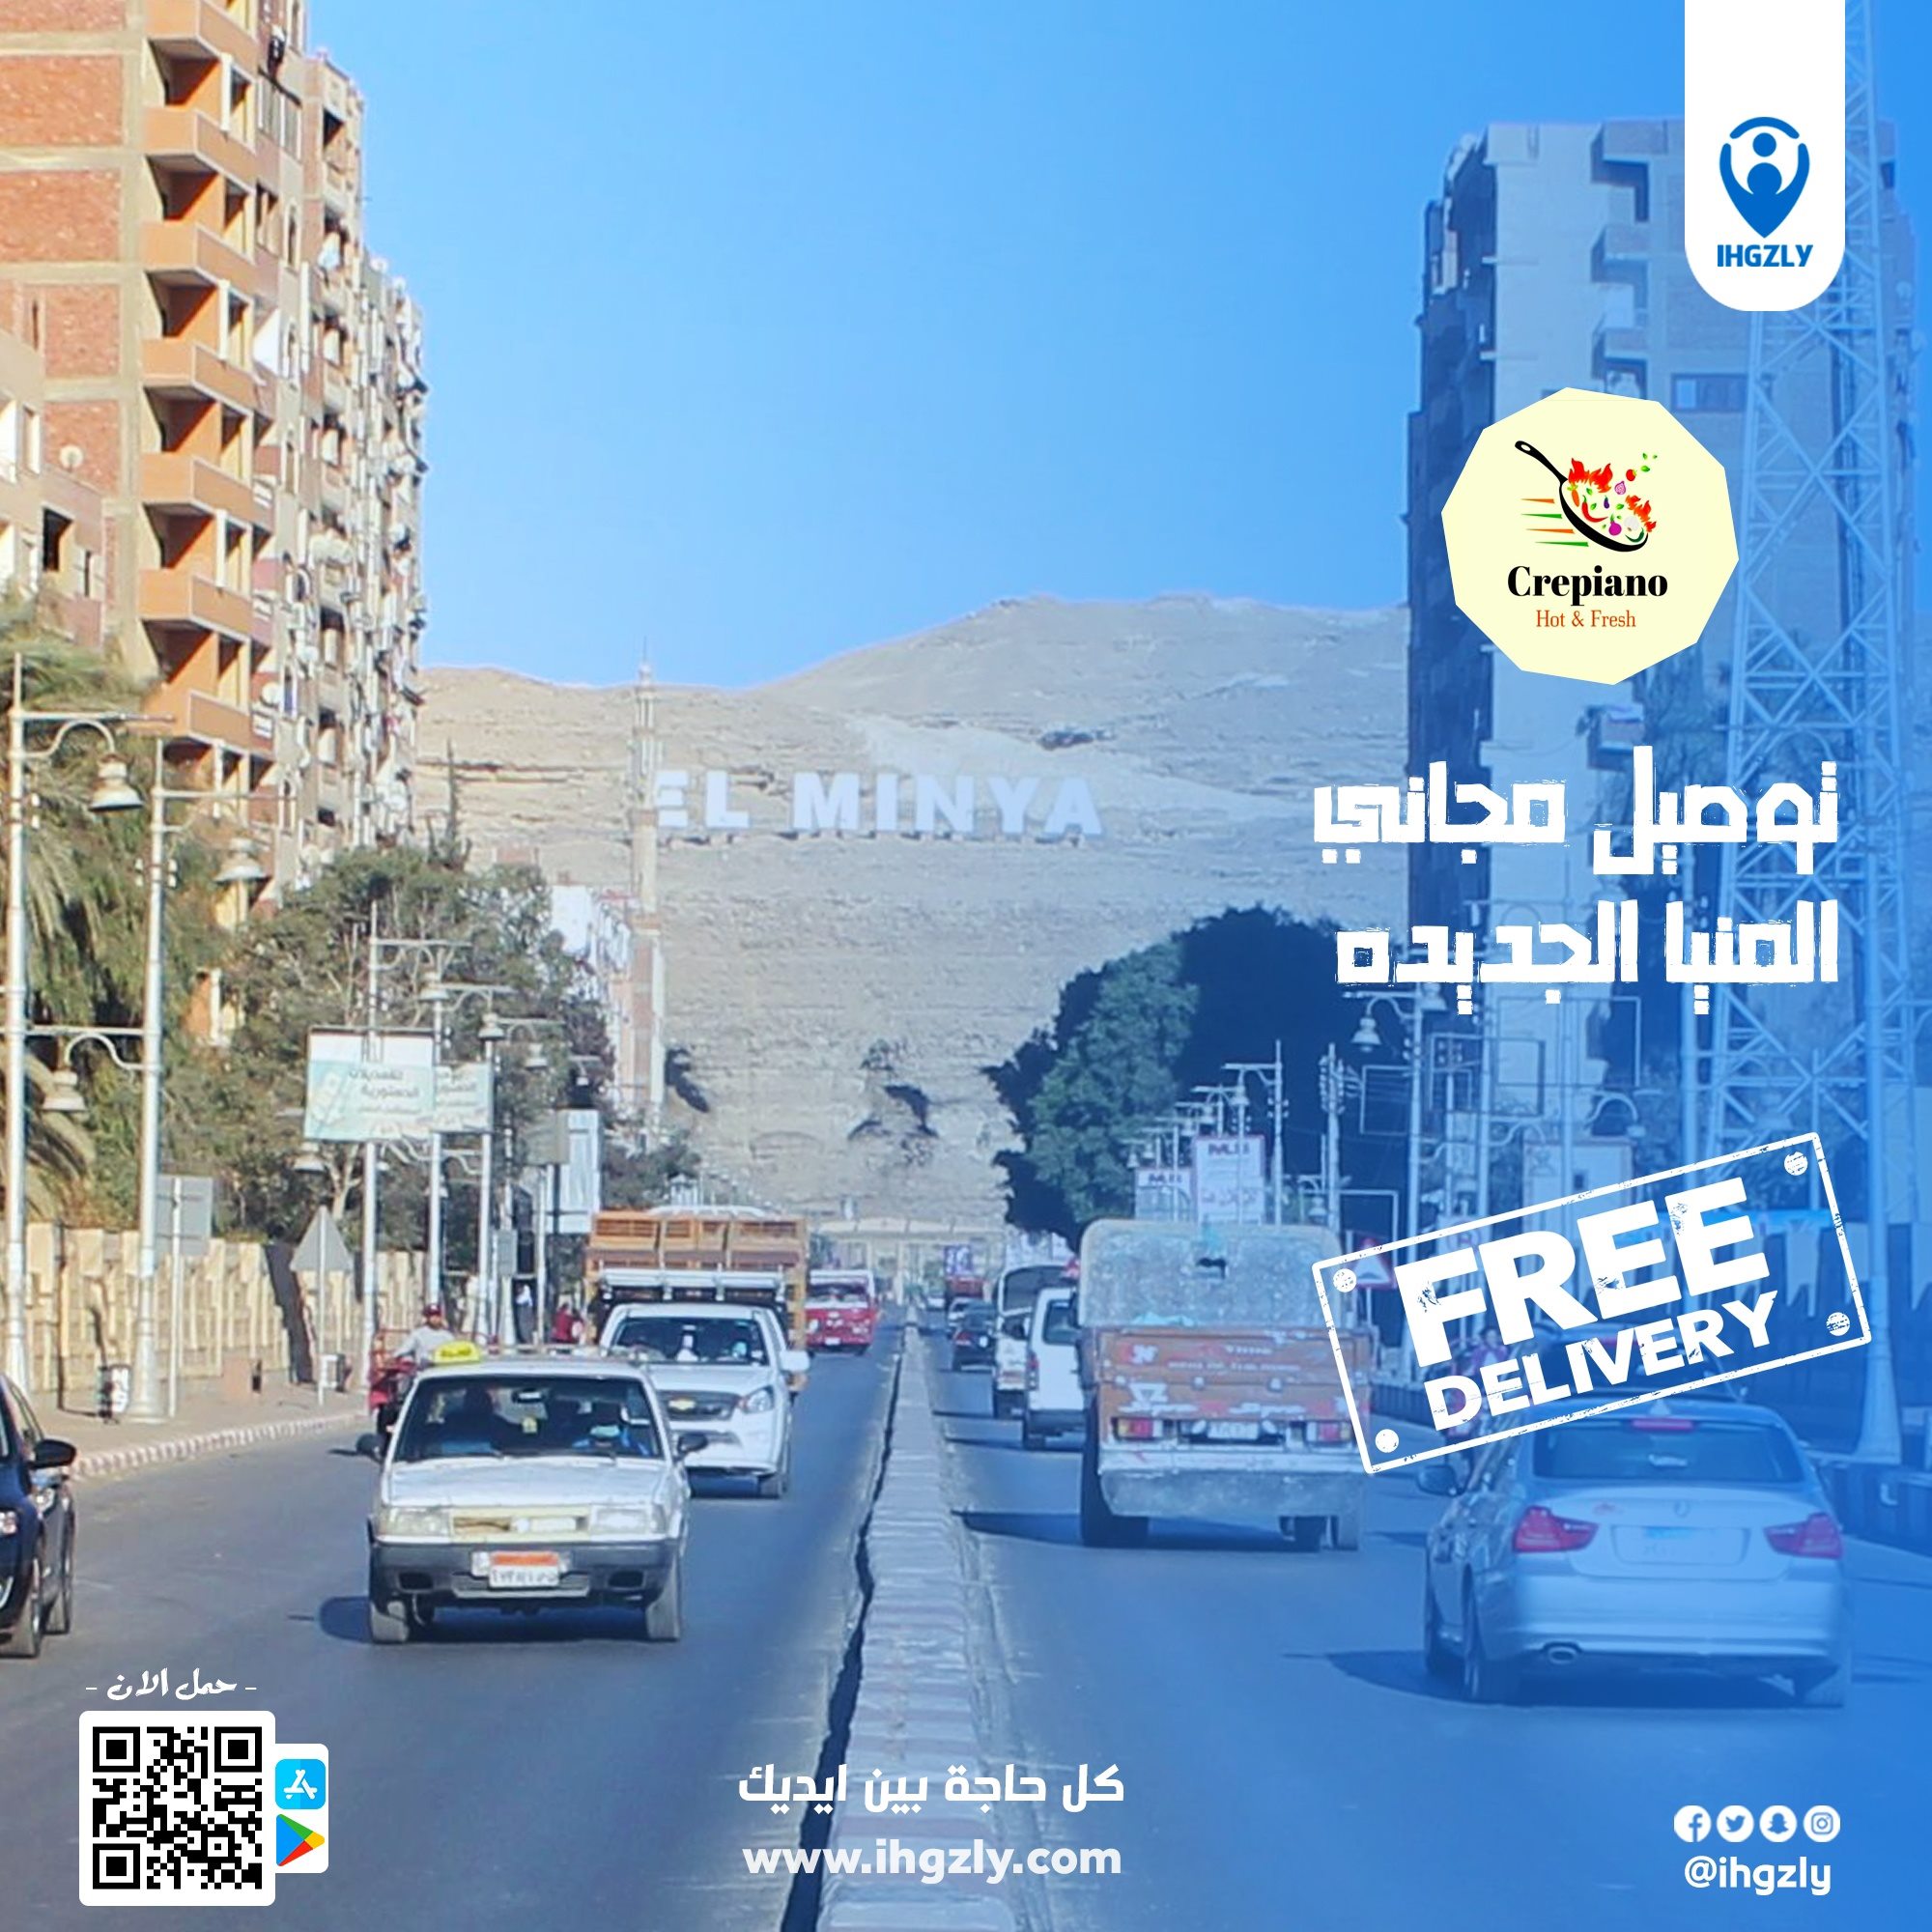 IHGZLY
Crepiano
Hot & Fresh
EL MINYA
توصيل مجاني
المنيا الجديده
FREE
DELIVERY
- حمل الان -
كل حاجة بين ايديك
www.ihgzly.com
@ihgzly